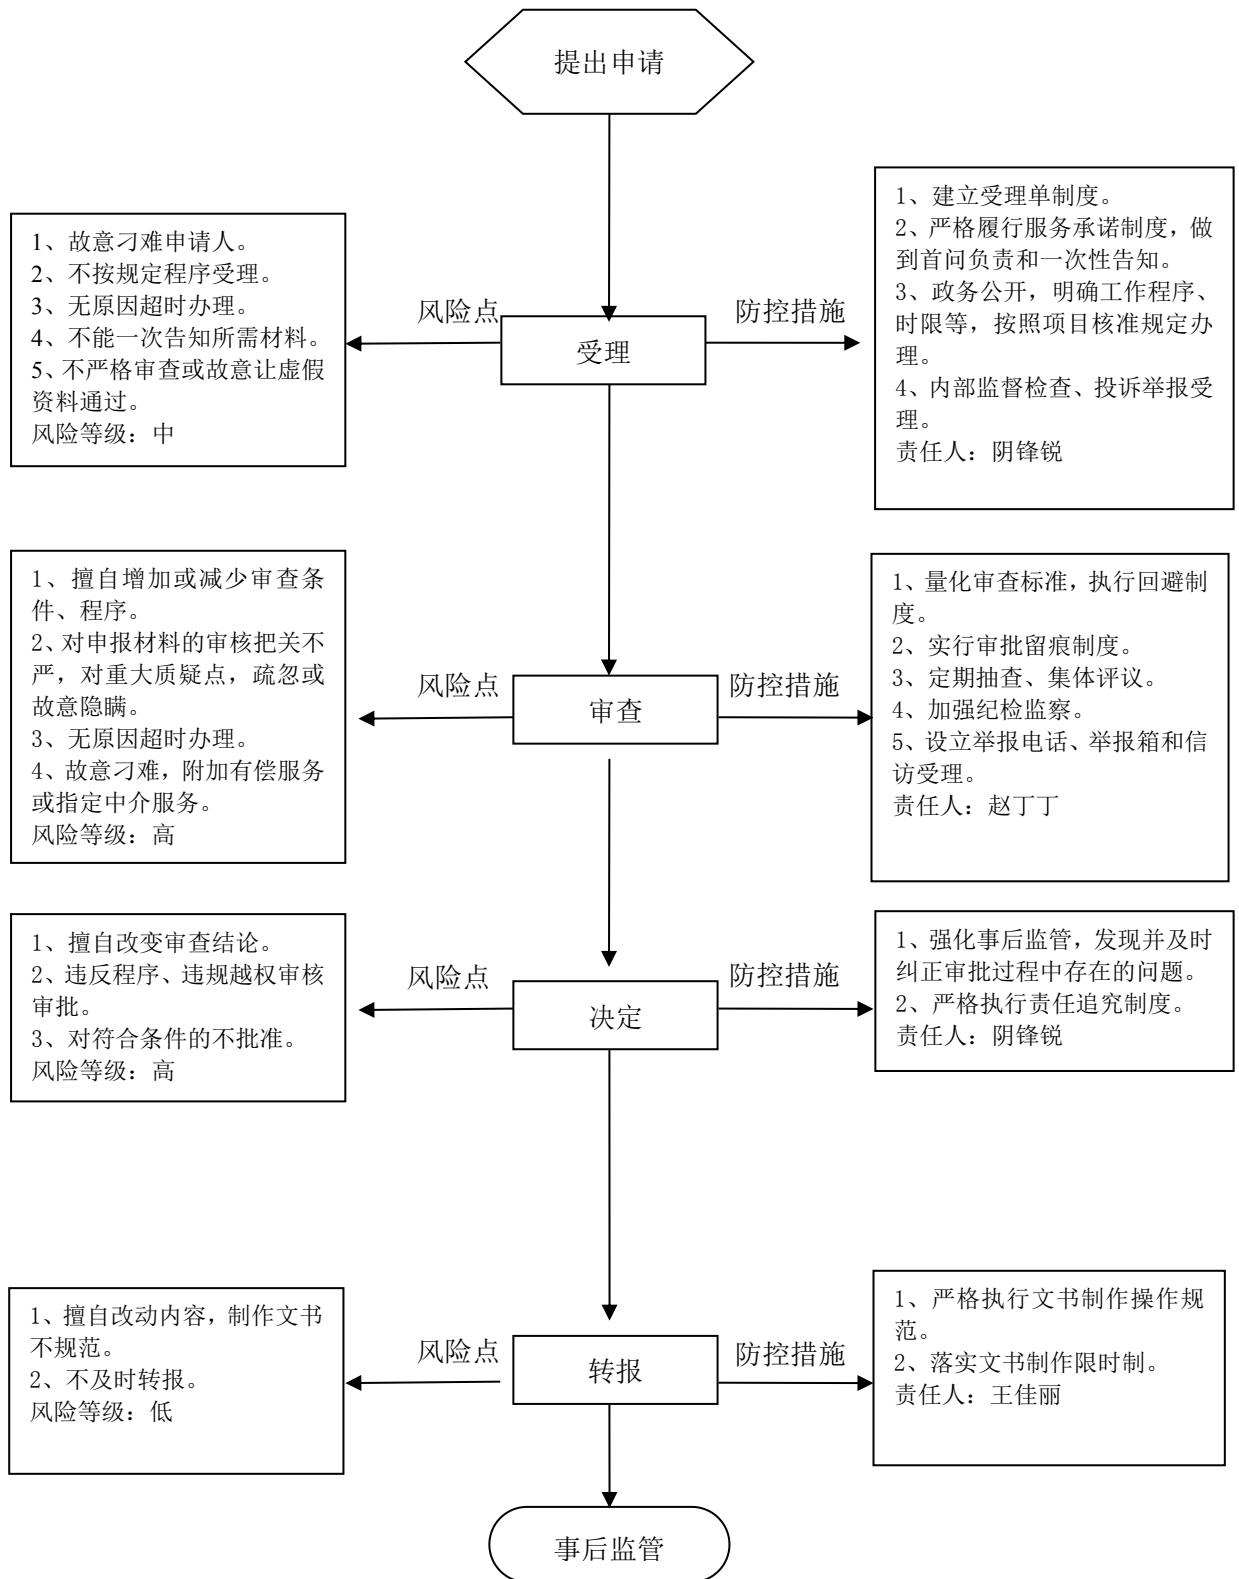 提出申请
1、故意刁难申请人。
2、不按规定程序受理。
3、无原因超时办理。
4、不能一次告知所需材料。
5、不严格审查或故意让虚假
资料通过。
风险等级：中
风险点
受理
防控措施
1、建立受理单制度。
2、严格履行服务承诺制度，做
到首问负责和一次性告知。
3、政务公开，明确工作程序、
时限等，按照项目核准规定办
理。
4、内部监督检查、投诉举报受
理。
责任人：阴锋锐
1、擅自增加或减少审查条
件、程序。
2、对申报材料的审核把关不
严，对重大质疑点，疏忽或
故意隐瞒。
3、无原因超时办理。
4、故意刁难，附加有偿服务
或指定中介服务。
风险等级：高
风险点
审查
防控措施
1、量化审查标准，执行回避制
度。
2、实行审批留痕制度。
3、定期抽查、集体评议。
4、加强纪检监察。
5、设立举报电话、举报箱和信
访受理。
责任人：赵丁丁
1、擅自改变审查结论。
2、违反程序、违规越权审核
审批。
3、对符合条件的不批准。
风险等级：高
风险点
决定
防控措施
1、强化事后监管，发现并及时
纠正审批过程中存在的问题。
2、严格执行责任追究制度。
责任人：阴锋锐
1、擅自改动内容，制作文书
不规范。
2、不及时转报。
风险等级：低
风险点
转报
防控措施
1、严格执行文书制作操作规
范。
2、落实文书制作限时制。
责任人：王佳丽
事后监管